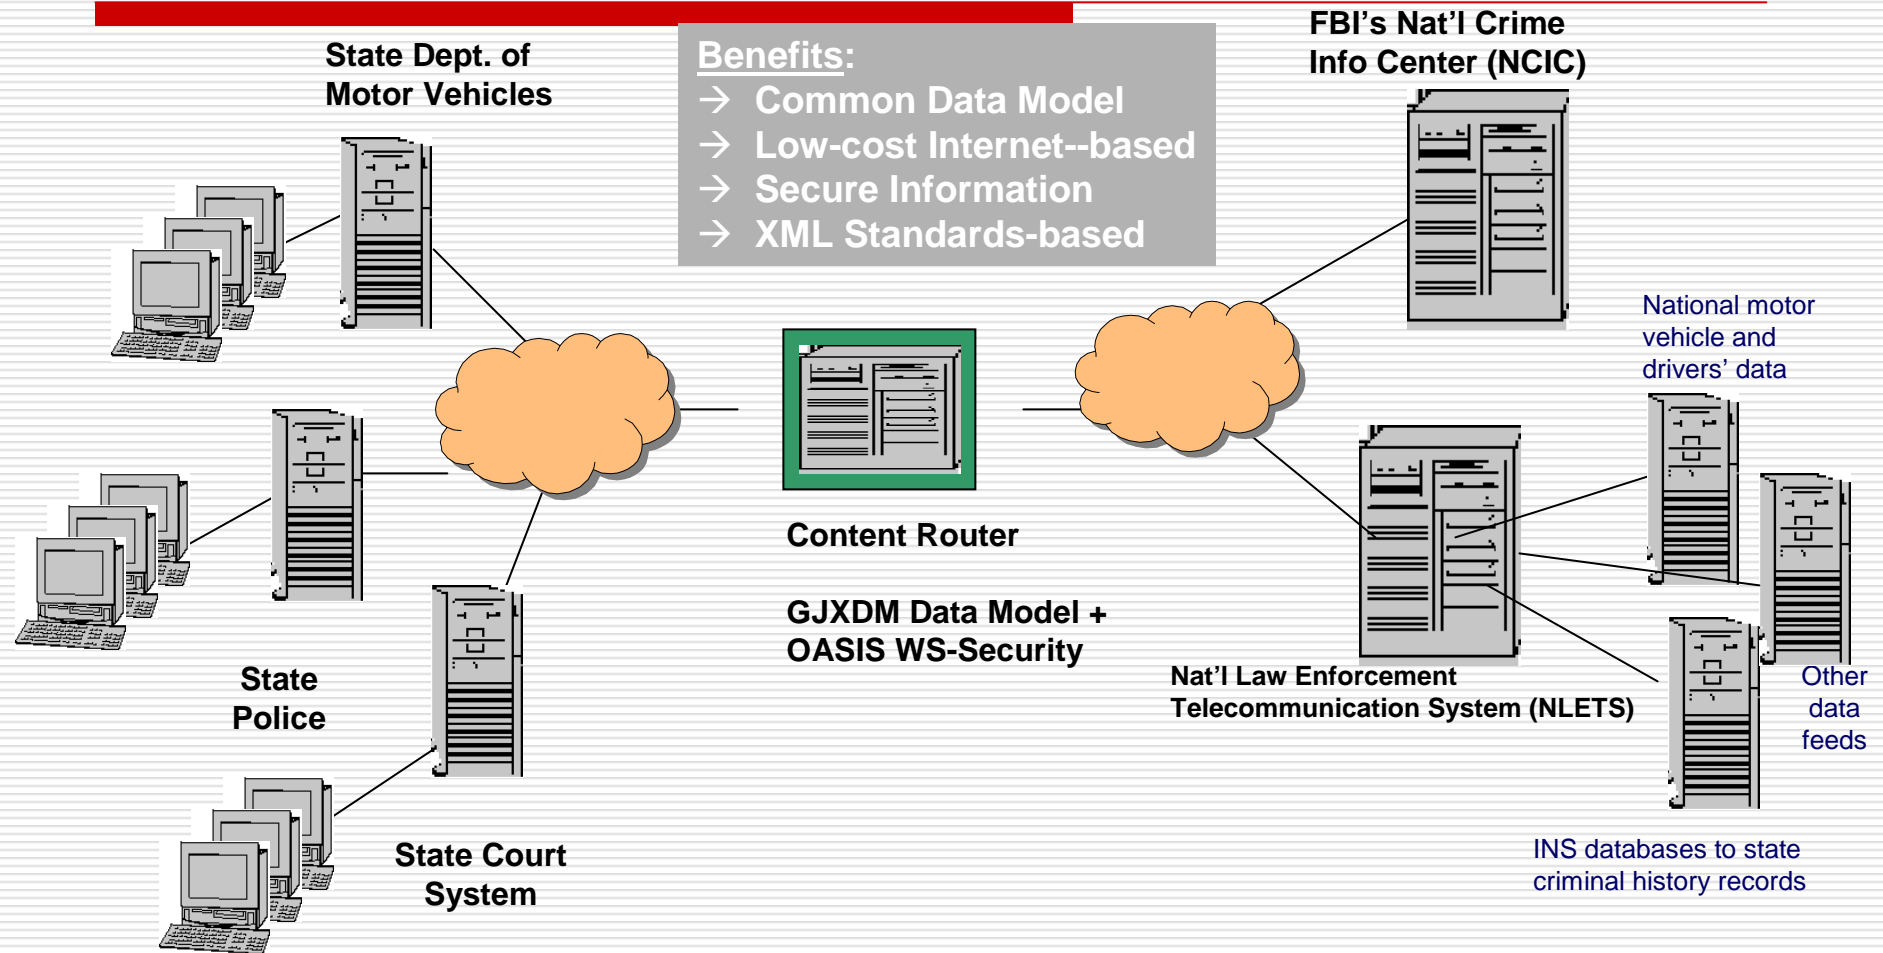 State Dept. of
Motor Vehicles
Benefits:
→ Common Data Model
→ Low-cost Internet--based
→ Secure Information
→ XML Standards-based
FBI's Nat'l Crime
Info Center (NCIC)
National motor
vehicle and
drivers' data
Content Router
GJXDM Data Model +
OASIS WS-Security
State
Police
Nat'l Law Enforcement
Telecommunication System (NLETS)
Other
data
feeds
State Court
System
INS databases to state
criminal history records